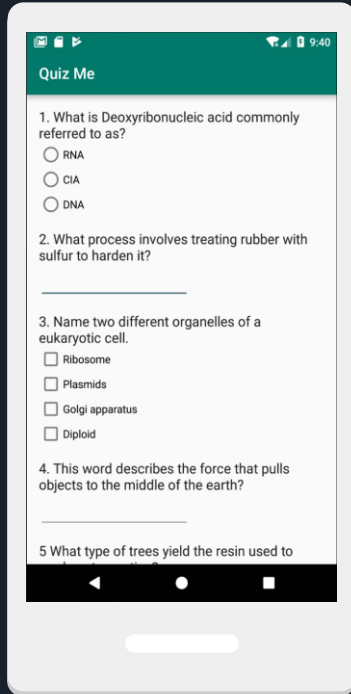 9:40
Quiz Me
1. What is Deoxyribonucleic acid commonly
referred to as?
RNA
CIA
DNA
2. What process involves treating rubber with
sulfur to harden it?
3. Name two different organelles of a
eukaryotic cell.
Ribosome
Plasmids
Golgi apparatus
Diploid
4. This word describes the force that pulls
objects to the middle of the earth?
5 What type of trees yield the resin used to